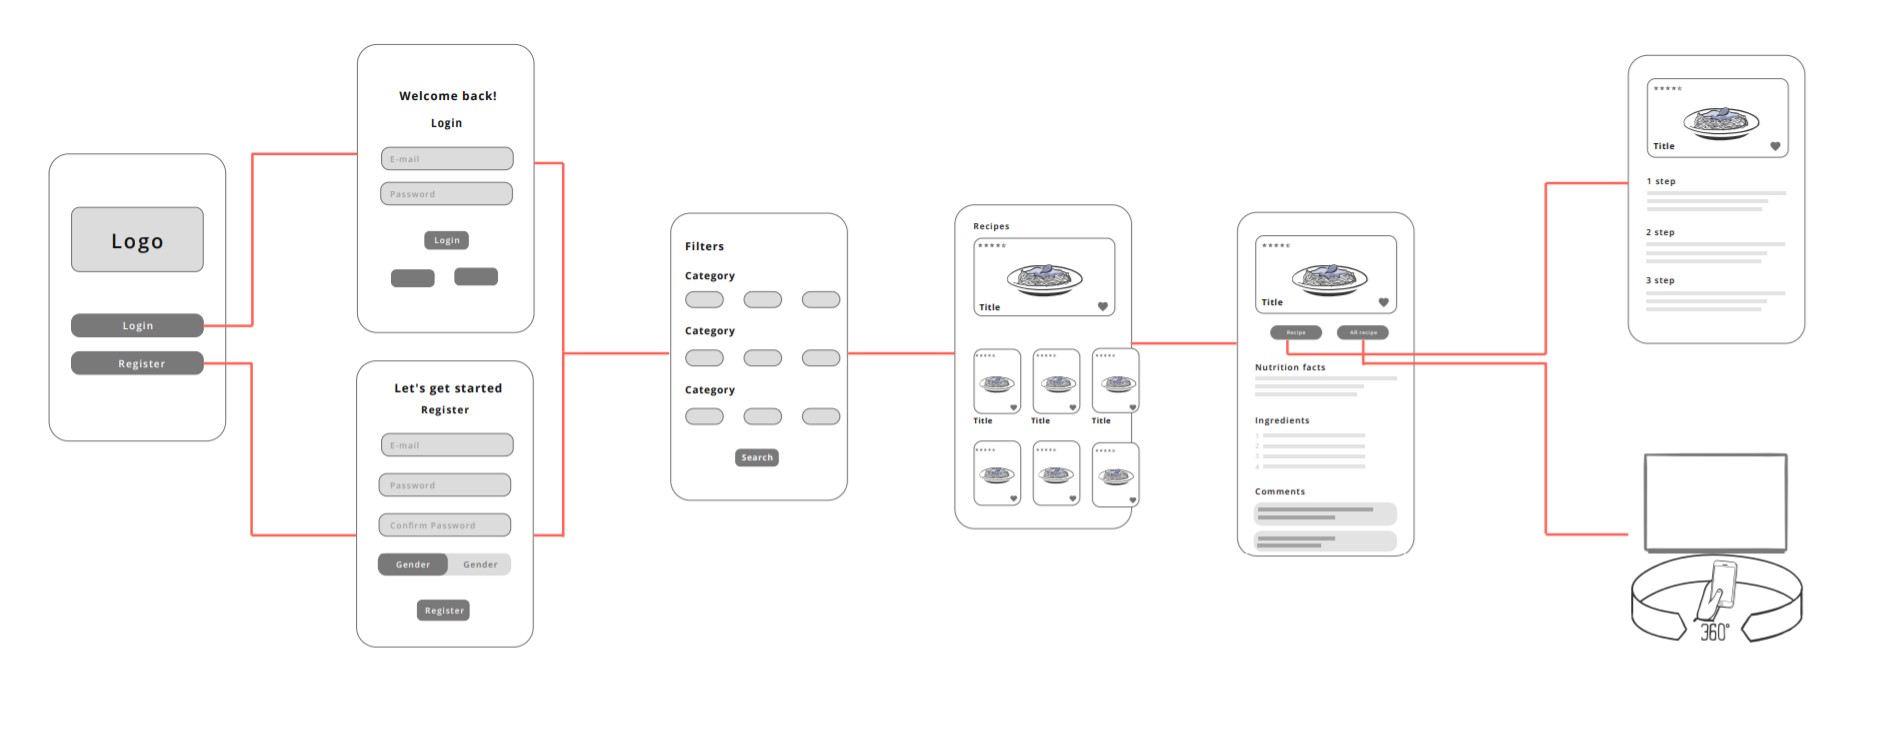 Logo
Login
Register
Welcome back!
Login
E-mail
Password
Login
Let's get started
Register
E-mail
Password
Confirm Password
Gender Gender
Register
Filters
Category
Category
Category
Search
Recipes
Title
Title Title Title
Title
Recipe AR recipe
Nutrition facts
Ingredients
1
2
3
4
Comments
Title
1 step
2 step
3 step
360°